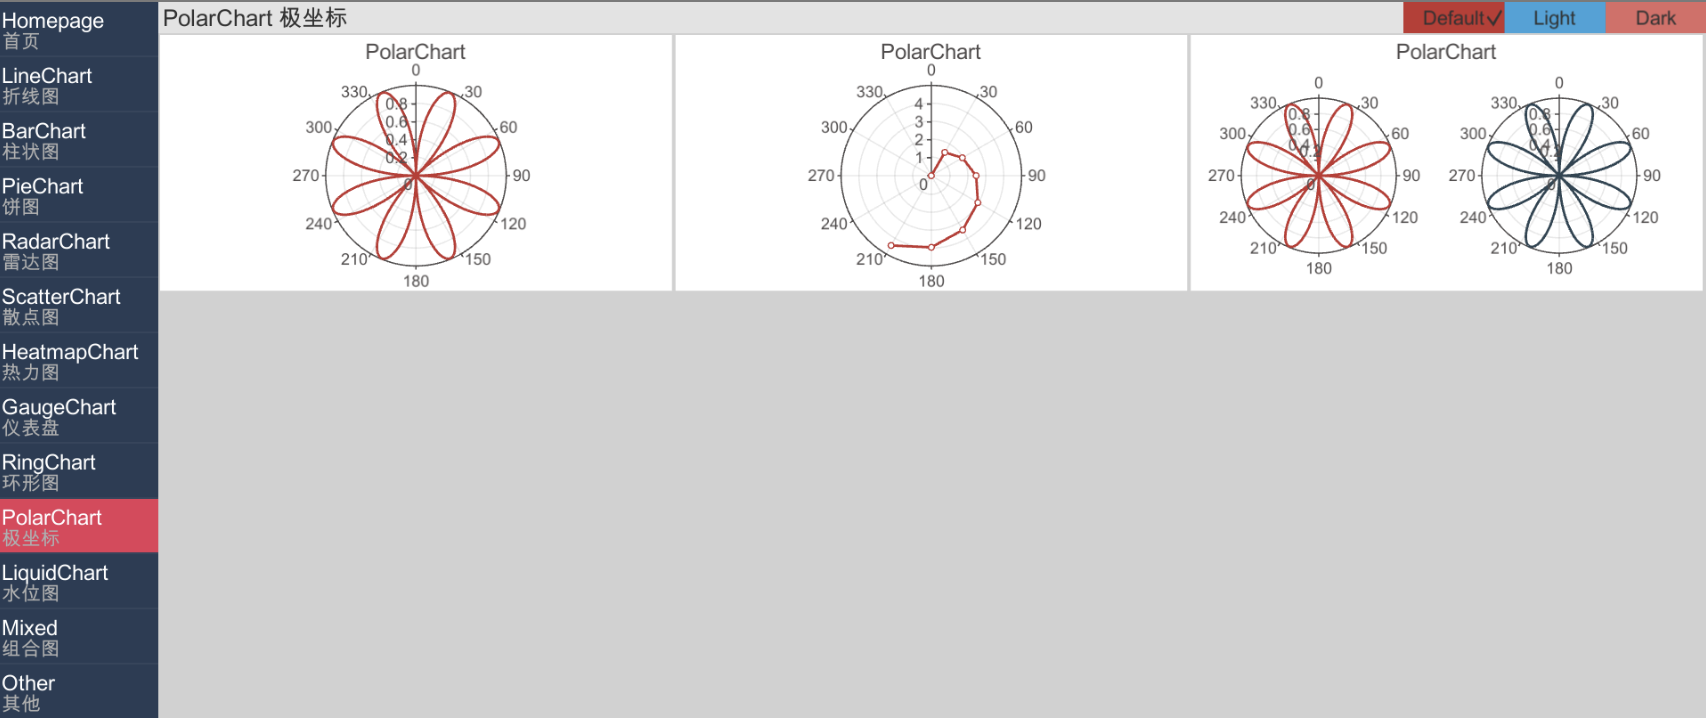 Homepage
首页
LineChart
折线图
BarChart
柱状图
PieChart
饼图
RadarChart
雷达图
ScatterChart
散点图
HeatmapChart
热力图
GaugeChart
仪表盘
RingChart
环形图
PolarChart
极坐标
LiquidChart
水位图
Mixed
组合图
Other
其他
PolarChart 极坐标
Default✓
Light
Dark
PolarChart
0
330
30
0.8
300
0.6
60
0.4
0.2
270
0
90
240
120
210
150
180
PolarChart
0
330
30
4
300
3
60
2
1
270
0
90
240
120
210
150
180
PolarChart
0
330
30
0.8
300
0.6
60
0.4
0.2
270
0
90
240
120
210
150
180
0
330
30
0.8
300
0.6
60
0.4
0.2
270
0
90
240
120
210
150
180